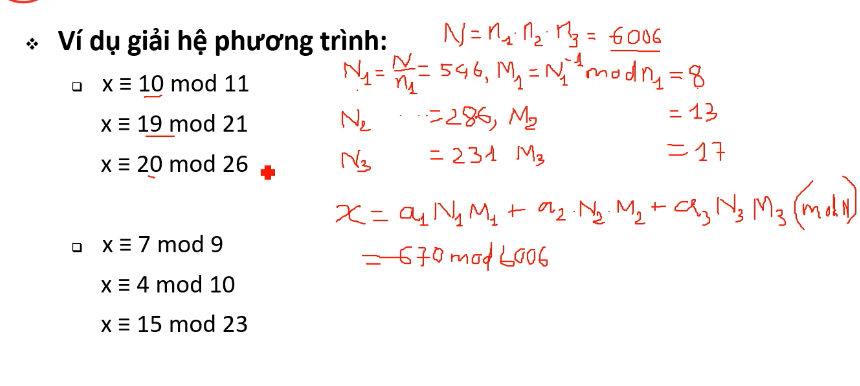 ❖ Ví dụ giải hệ phương trình:
N = n₁ · n₂ · n₃ = 6006
N₁ = N/n₁ = 546, M₁ = N₁⁻¹ mod n₁ = 8
x ≡ 10 mod 11
N₂ ... = 286, M₂ = 13
x ≡ 19 mod 21
N₃ = 231 M₃ = 17
x ≡ 20 mod 26
x = a₁ N₁ M₁ + a₂ · N₂ · M₂ + a₃ N₃ M₃ (mod N)
x ≡ 7 mod 9
= 670 mod 6006
x ≡ 4 mod 10
x ≡ 15 mod 23